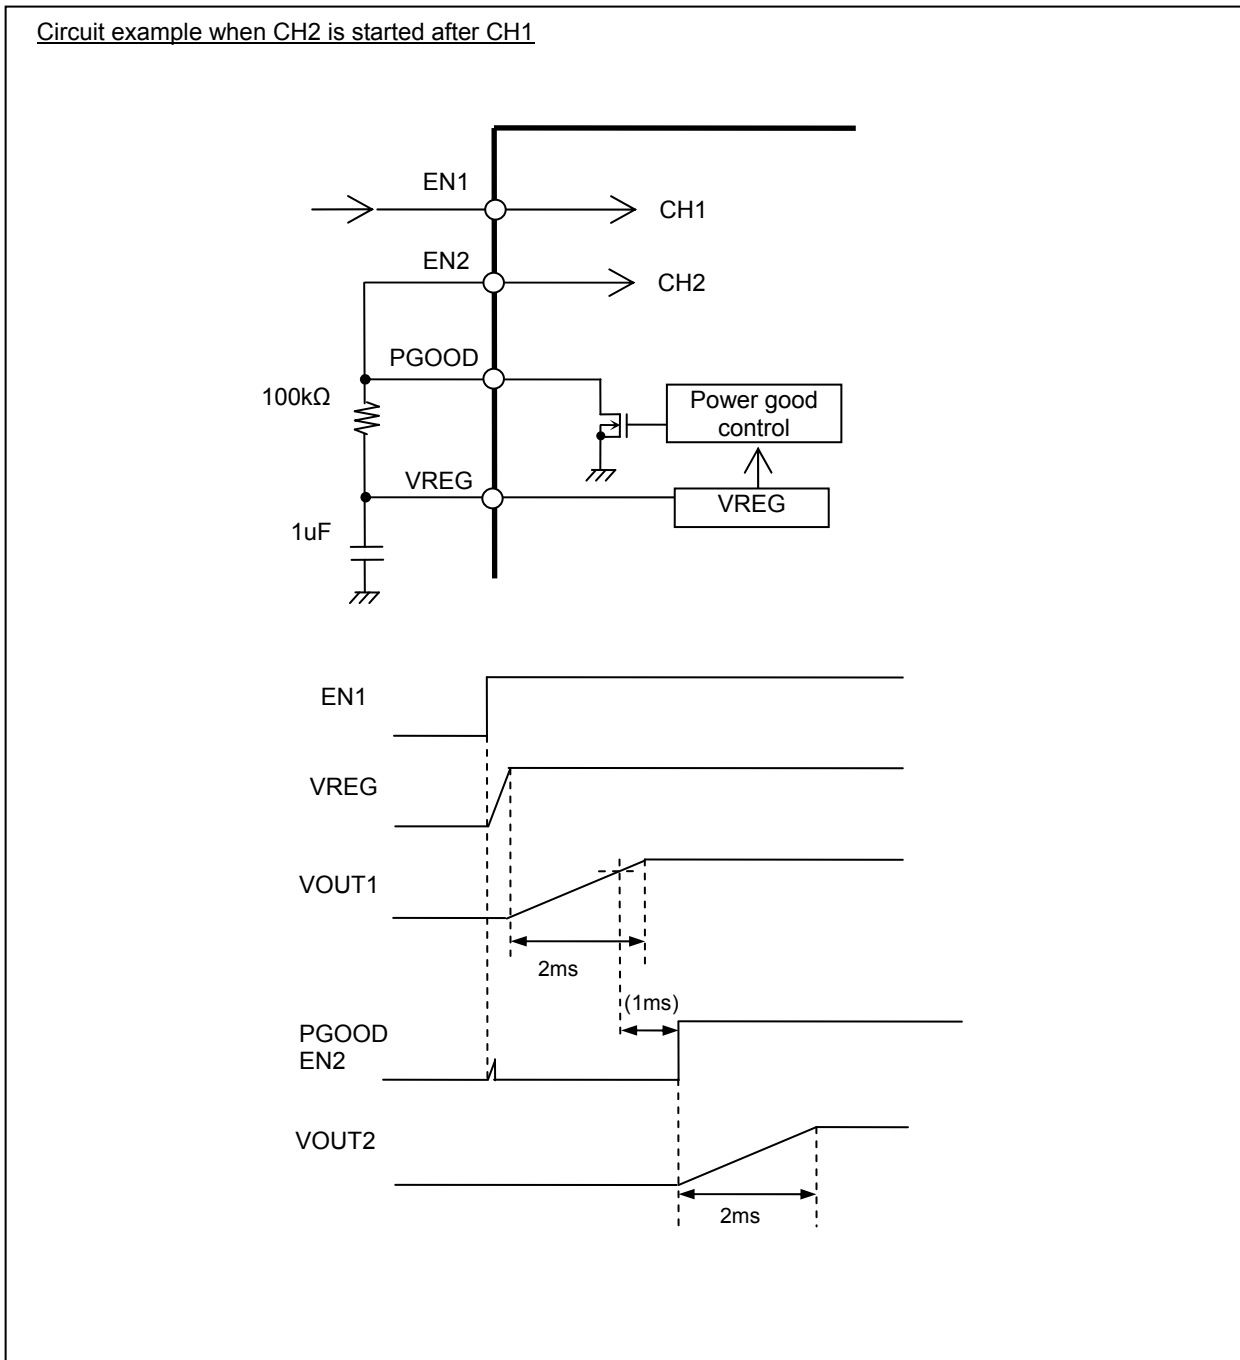 Circuit example when CH2 is started after CH1
EN1
CH1
EN2
CH2
PGOOD
100kΩ
Power good
control
VREG
VREG
1uF
EN1
VREG
VOUT1
2ms
(1ms)
PGOOD
EN2
VOUT2
2ms